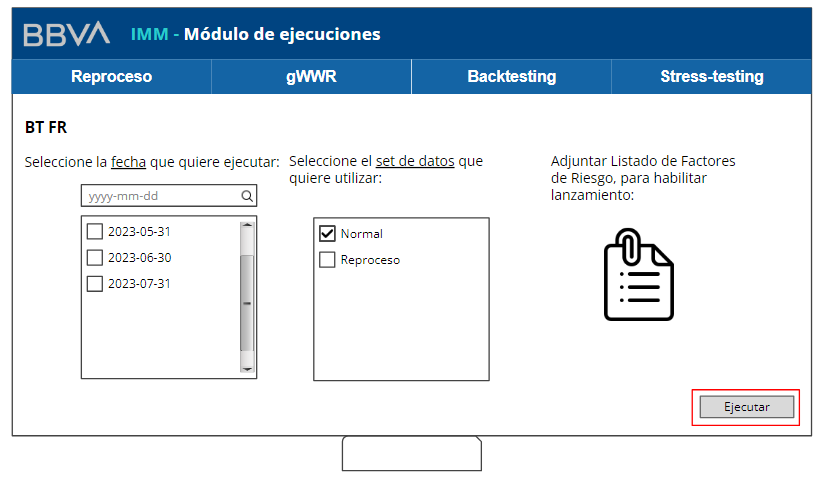 BBVA IMM - Módulo de ejecuciones
Reproceso gWWR Backtesting Stress-testing
BT FR
Seleccione la fecha que quiere ejecutar:
yyyy-mm-dd
2023-05-31
2023-06-30
2023-07-31
Seleccione el set de datos que
quiere utilizar:
Normal
Reproceso
Adjuntar Listado de Factores
de Riesgo, para habilitar
lanzamiento:
Ejecutar